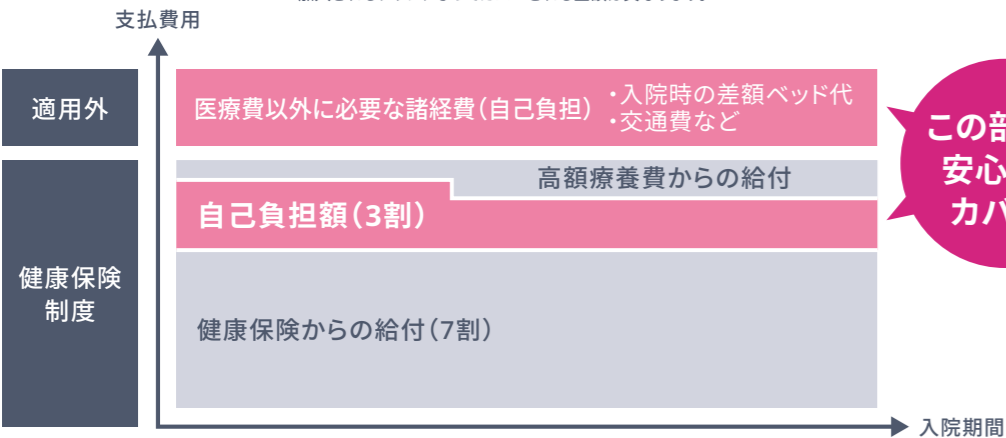 支払費用
適用外
医療費以外に必要な諸経費（自己負担）
・入院時の差額ベッド代
・交通費など
この部
安心
カバ
高額療養費からの給付
自己負担額（3割）
健康保険
制度
健康保険からの給付（7割）
入院期間